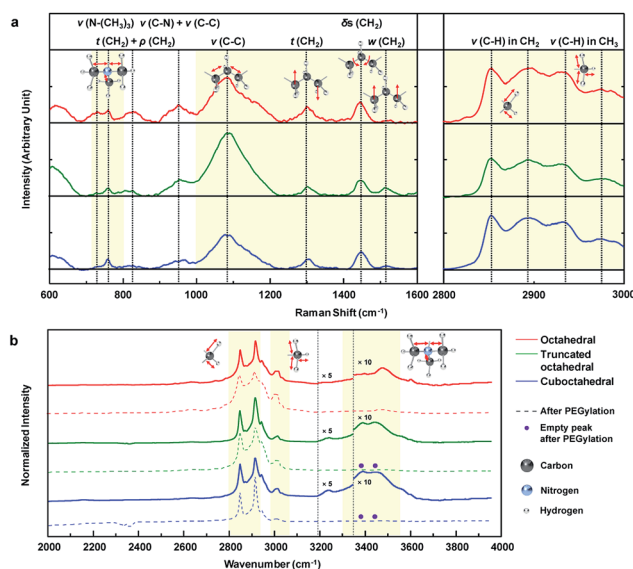 a
ν (N-(CH₃)₃) ν (C-N) + ν (C-C) δs (CH₂)
t (CH₂) + ρ (CH₂) ν (C-C) t (CH₂) w (CH₂) ν (C-H) in CH₂ ν (C-H) in CH₃
Intensity (Arbitrary Unit)
600 800 1000 1200 1400 1600 2800 2900 3000
Raman Shift (cm⁻¹)
b
Normalized Intensity
× 5 × 10
× 5 × 10
× 5 × 10
2000 2200 2400 2600 2800 3000 3200 3400 3600 3800 4000
Wavenumber (cm⁻¹)
Octahedral
Truncated
octahedral
Cuboctahedral
After PEGylation
Empty peak
after PEGylation
Carbon
Nitrogen
Hydrogen